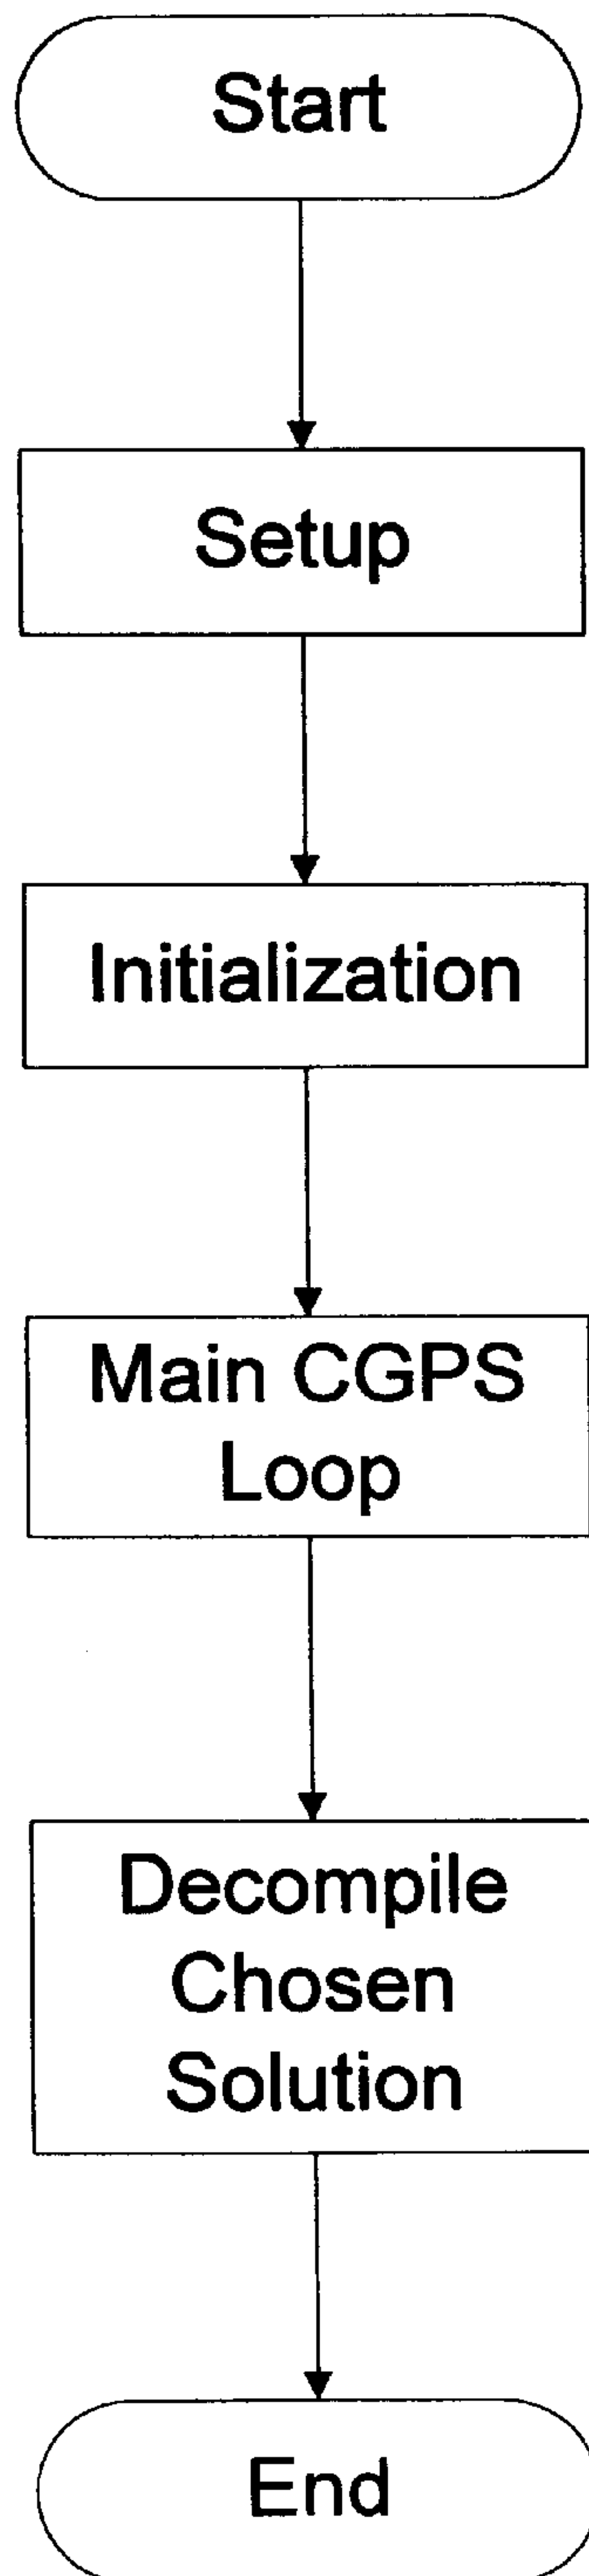 Start
Setup
Initialization
Main CGPS
Loop
Decompile
Chosen
Solution
End